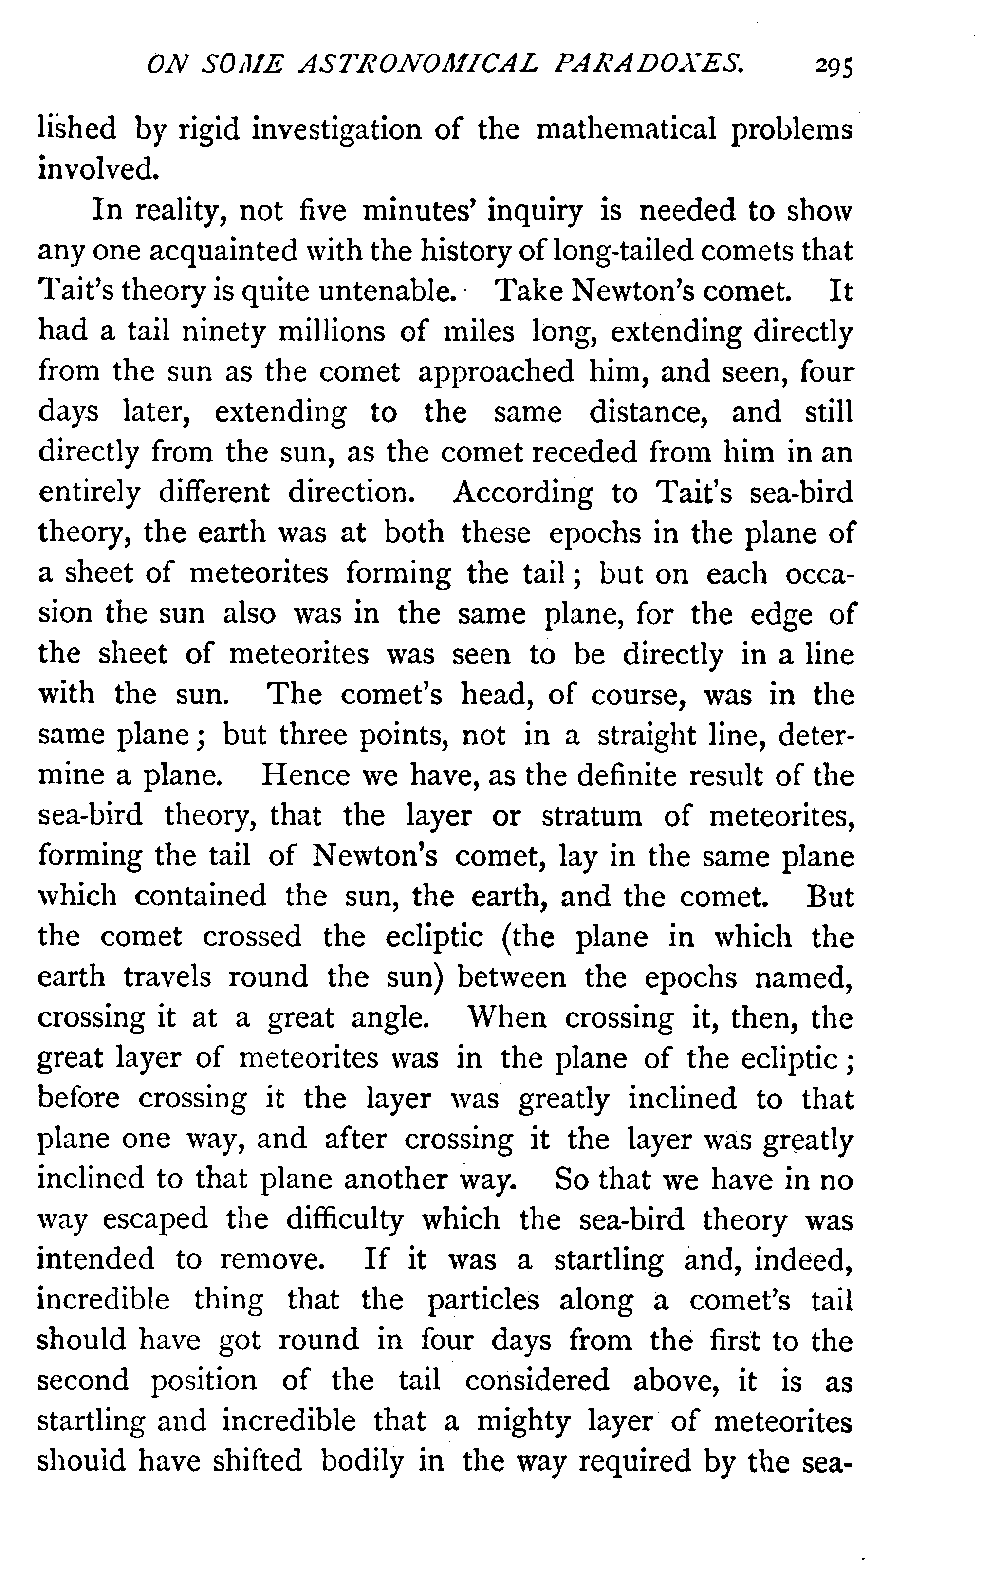 ON SOME ASTRONOMICAL PARADOXES. 295
lished by rigid investigation of the mathematical problems
involved.
In reality, not five minutes' inquiry is needed to show
any one acquainted with the history of long-tailed comets that
Tait's theory is quite untenable. Take Newton's comet. It
had a tail ninety millions of miles long, extending directly
from the sun as the comet approached him, and seen, four
days later, extending to the same distance, and still
directly from the sun, as the comet receded from him in an
entirely different direction. According to Tait's sea-bird
theory, the earth was at both these epochs in the plane of
a sheet of meteorites forming the tail; but on each occa-
sion the sun also was in the same plane, for the edge of
the sheet of meteorites was seen to be directly in a line
with the sun. The comet's head, of course, was in the
same plane; but three points, not in a straight line, deter-
mine a plane. Hence we have, as the definite result of the
sea-bird theory, that the layer or stratum of meteorites,
forming the tail of Newton's comet, lay in the same plane
which contained the sun, the earth, and the comet. But
the comet crossed the ecliptic (the plane in which the
earth travels round the sun) between the epochs named,
crossing it at a great angle. When crossing it, then, the
great layer of meteorites was in the plane of the ecliptic;
before crossing it the layer was greatly inclined to that
plane one way, and after crossing it the layer was greatly
inclined to that plane another way. So that we have in no
way escaped the difficulty which the sea-bird theory was
intended to remove. If it was a startling and, indeed,
incredible thing that the particles along a comet's tail
should have got round in four days from the first to the
second position of the tail considered above, it is as
startling and incredible that a mighty layer of meteorites
should have shifted bodily in the way required by the sea-